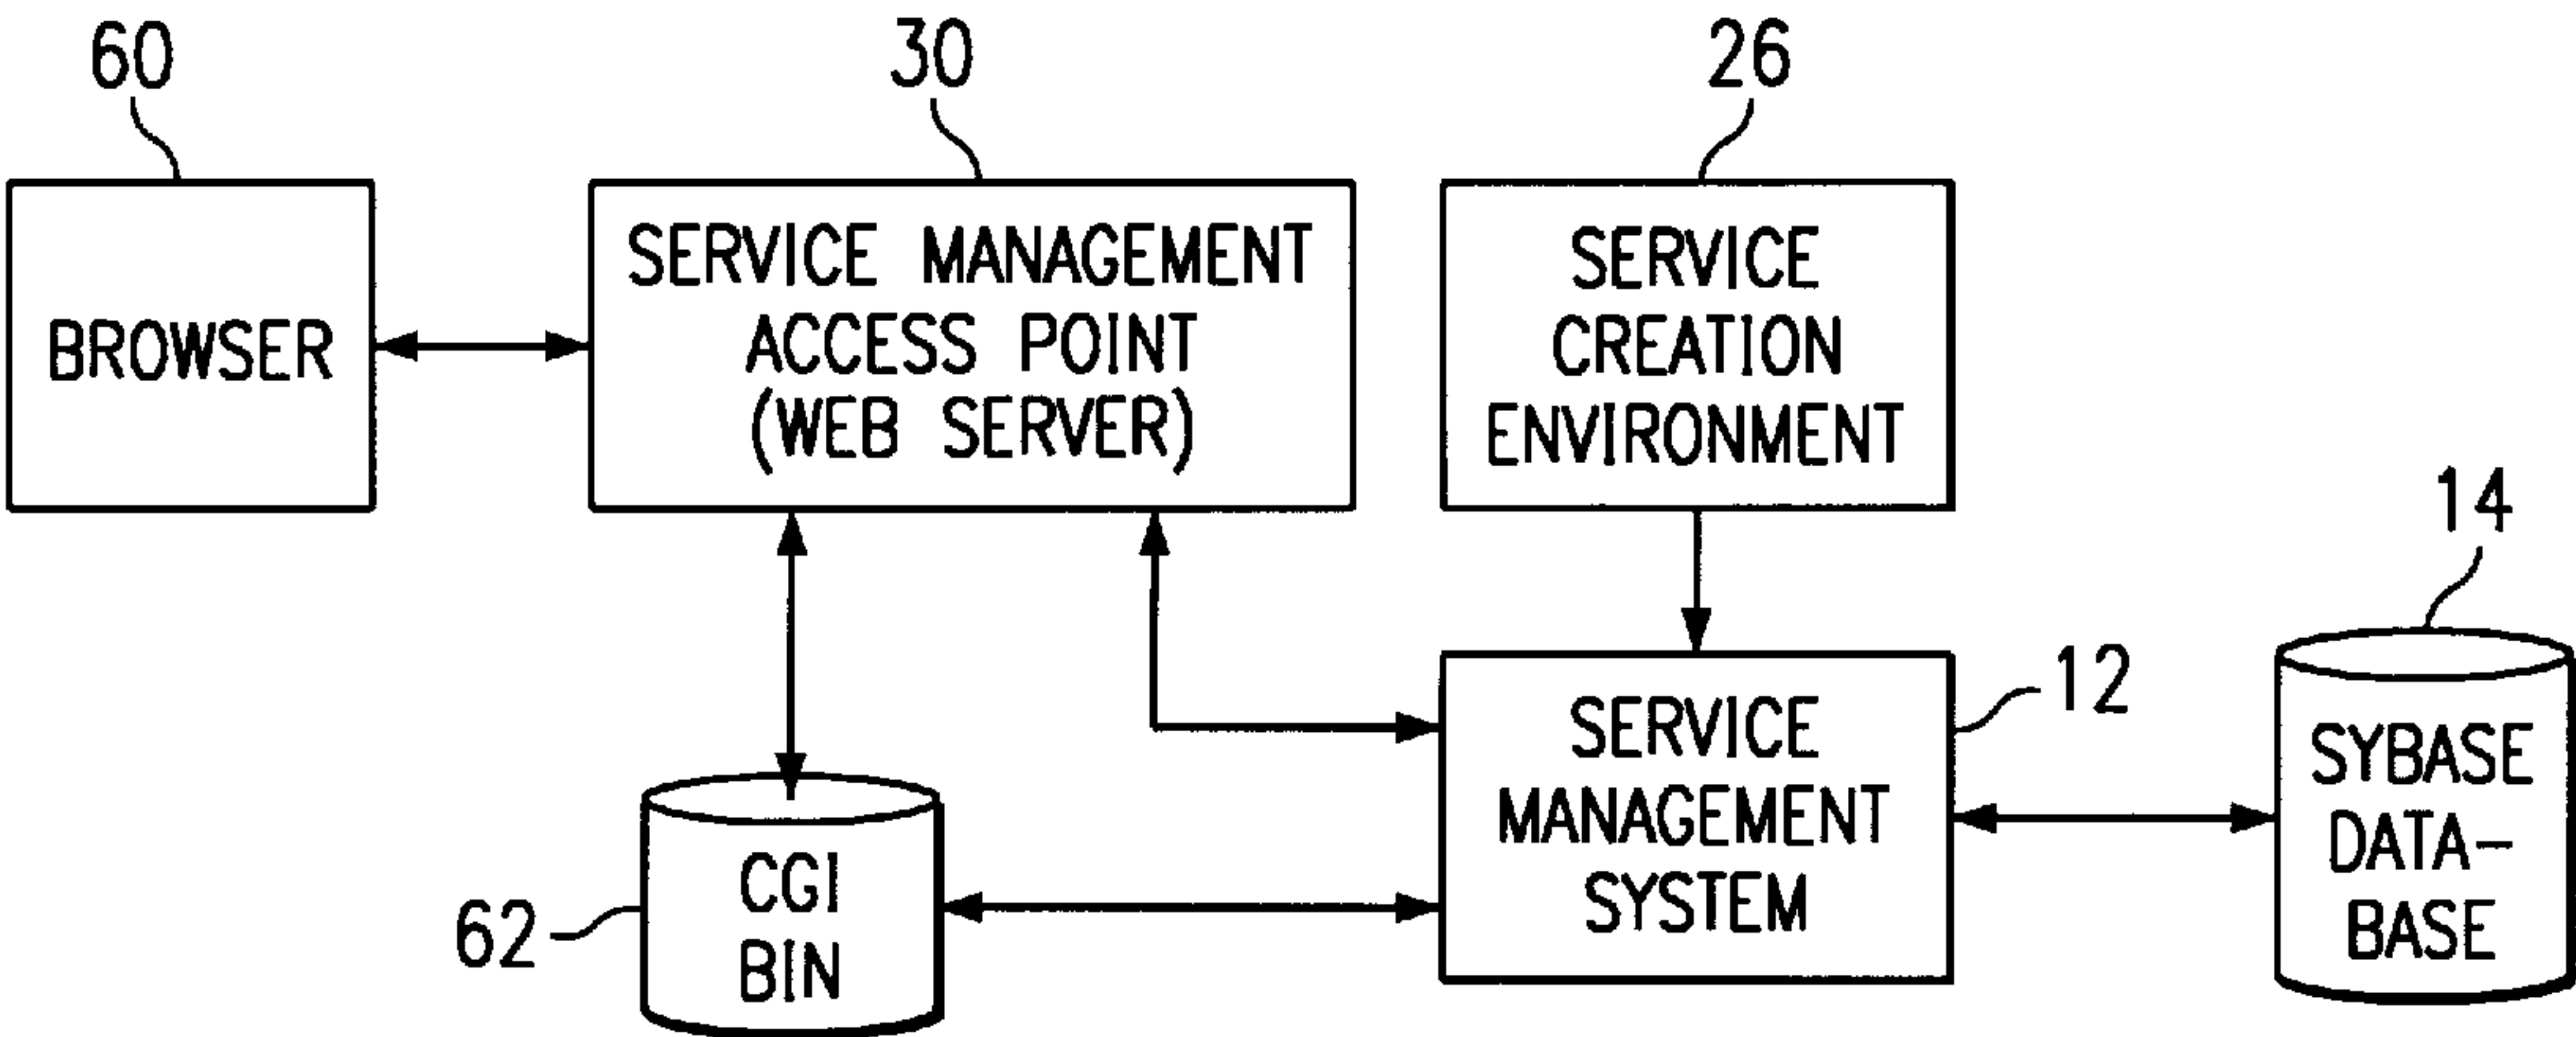 60
30
26
BROWSER
SERVICE MANAGEMENT
ACCESS POINT
(WEB SERVER)
SERVICE
CREATION
ENVIRONMENT
14
12
SERVICE
MANAGEMENT
SYSTEM
SYBASE
DATA-
BASE
62
CGI
BIN